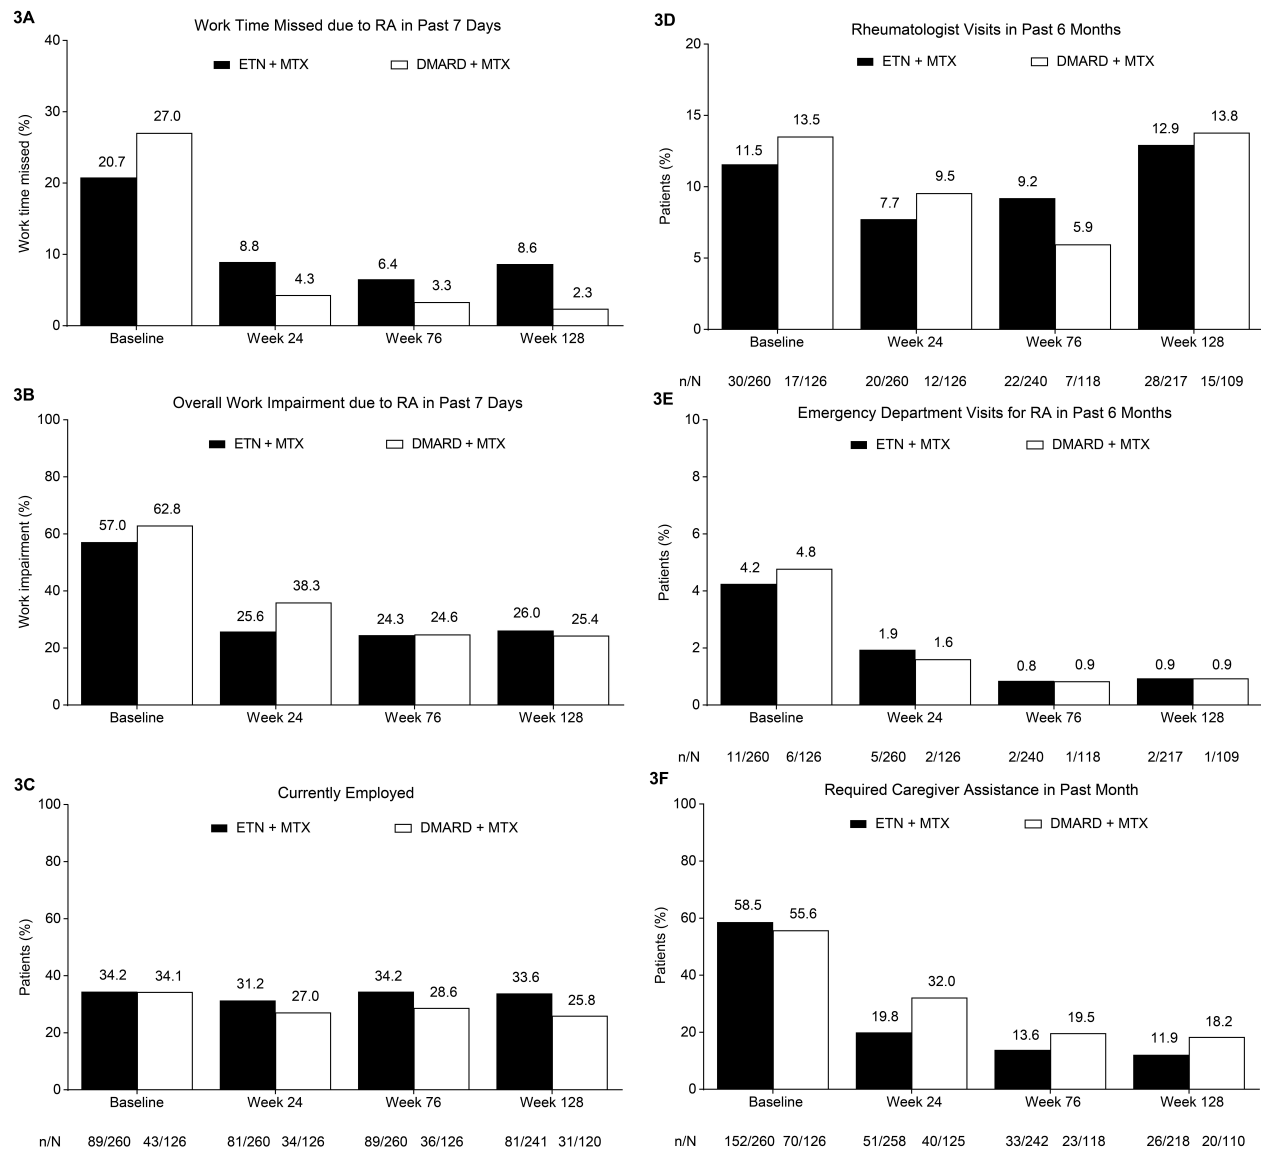 3A
Work Time Missed due to RA in Past 7 Days
ETN + MTX
DMARD + MTX
Work time missed (%)
40
30
20
10
0
20.7
27.0
8.8
4.3
6.4
3.3
8.6
2.3
Baseline
Week 24
Week 76
Week 128
3B
Overall Work Impairment due to RA in Past 7 Days
ETN + MTX
DMARD + MTX
Work impairment (%)
100
80
60
40
20
0
57.0
62.8
25.6
38.3
24.3
24.6
26.0
25.4
Baseline
Week 24
Week 76
Week 128
3C
Currently Employed
ETN + MTX
DMARD + MTX
Patients (%)
100
80
60
40
20
0
34.2
34.1
31.2
27.0
34.2
28.6
33.6
25.8
Baseline
Week 24
Week 76
Week 128
n/N 89/260 43/126 81/260 34/126 89/260 36/126 81/241 31/120
3D
Rheumatologist Visits in Past 6 Months
ETN + MTX
DMARD + MTX
Patients (%)
20
15
10
5
0
11.5
13.5
7.7
9.5
9.2
5.9
12.9
13.8
Baseline
Week 24
Week 76
Week 128
n/N 30/260 17/126 20/260 12/126 22/240 7/118 28/217 15/109
3E
Emergency Department Visits for RA in Past 6 Months
ETN + MTX
DMARD + MTX
Patients (%)
10
8
6
4
2
0
4.2
4.8
1.9
1.6
0.8
0.9
0.9
0.9
Baseline
Week 24
Week 76
Week 128
n/N 11/260 6/126 5/260 2/126 2/240 1/118 2/217 1/109
3F
Required Caregiver Assistance in Past Month
ETN + MTX
DMARD + MTX
Patients (%)
100
80
60
40
20
0
58.5
55.6
19.8
32.0
13.6
19.5
11.9
18.2
Baseline
Week 24
Week 76
Week 128
n/N 152/260 70/126 51/258 40/125 33/242 23/118 26/218 20/110